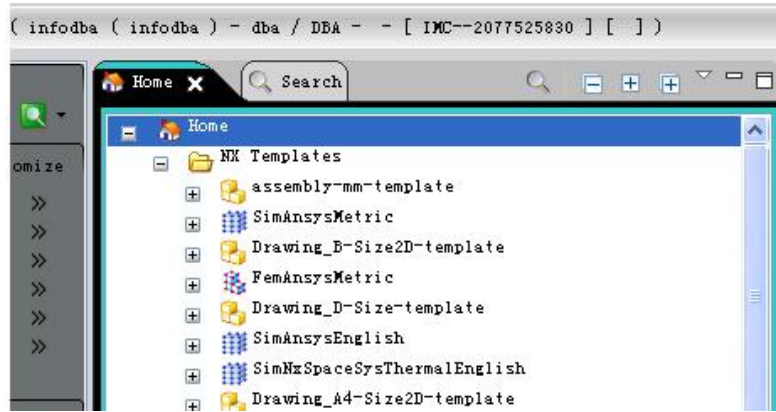 ( infodba ( infodba ) - dba / DBA - - [ IMC--2077525830 ] [ ] )
Home
Search
omize
Home
NX Templates
assembly-mm-template
SimAnsysMetric
Drawing_B-Size2D-template
FemAnsysMetric
Drawing_D-Size-template
SimAnsysEnglish
SimNxSpaceSysThermalEnglish
Drawing_A4-Size2D-template